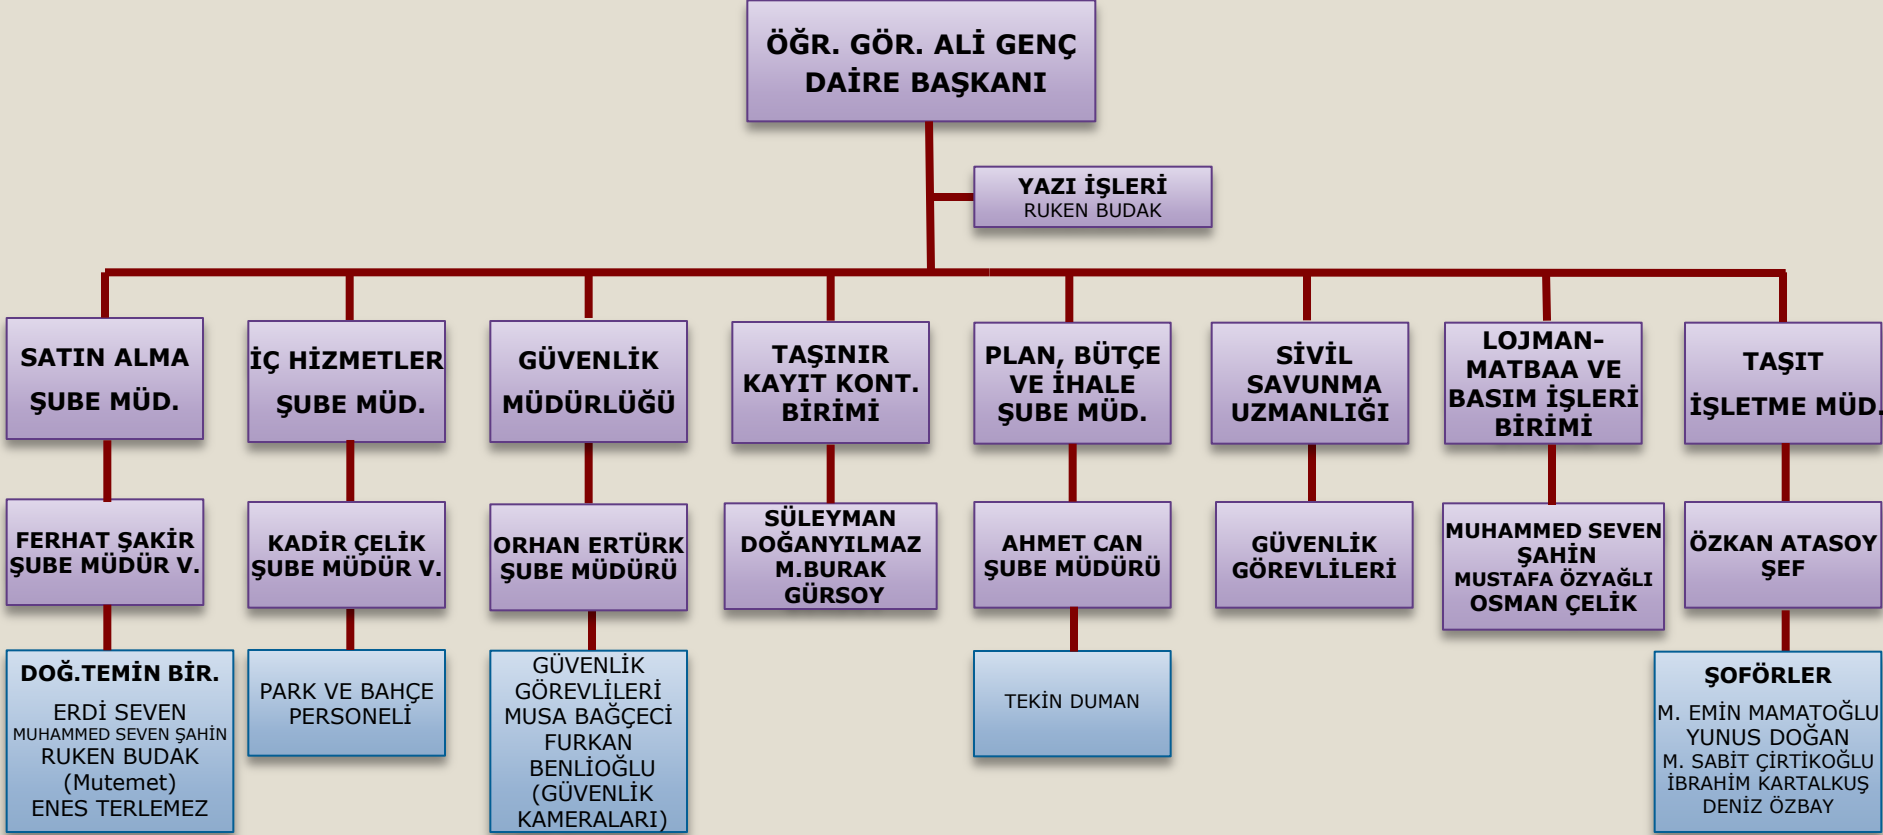 ÖĞR. GÖR. ALİ GENÇ
DAİRE BAŞKANI
YAZI İŞLERİ
RUKEN BUDAK
SATIN ALMA
ŞUBE MÜD.
İÇ HİZMETLER
ŞUBE MÜD.
GÜVENLİK
MÜDÜRLÜĞÜ
TAŞINIR
KAYIT KONT.
BİRİMİ
PLAN, BÜTÇE
VE İHALE
ŞUBE MÜD.
SİVİL
SAVUNMA
UZMANLIĞI
LOJMAN-
MATBAA VE
BASIM İŞLERİ
BİRİMİ
TAŞIT
İŞLETME MÜD.
FERHAT ŞAKİR
ŞUBE MÜDÜR V.
KADİR ÇELİK
ŞUBE MÜDÜR V.
ORHAN ERTÜRK
ŞUBE MÜDÜRÜ
SÜLEYMAN
DOĞANYILMAZ
M.BURAK
GÜRSOY
AHMET CAN
ŞUBE MÜDÜRÜ
GÜVENLİK
GÖREVLİLERİ
MUHAMMED SEVEN
ŞAHİN
MUSTAFA ÖZYAĞLI
OSMAN ÇELİK
ÖZKAN ATASOY
ŞEF
DOĞ.TEMİN BİR.
ERDİ SEVEN
MUHAMMED SEVEN ŞAHİN
RUKEN BUDAK
(Mutemet)
ENES TERLEMEZ
PARK VE BAHÇE
PERSONELİ
GÜVENLİK
GÖREVLİLERİ
MUSA BAĞÇECİ
FURKAN
BENLİOĞLU
(GÜVENLİK
KAMERALARI)
TEKİN DUMAN
ŞOFÖRLER
M. EMİN MAMATOĞLU
YUNUS DOĞAN
M. SABİT ÇİRTİKOĞLU
İBRAHİM KARTALKUŞ
DENİZ ÖZBAY